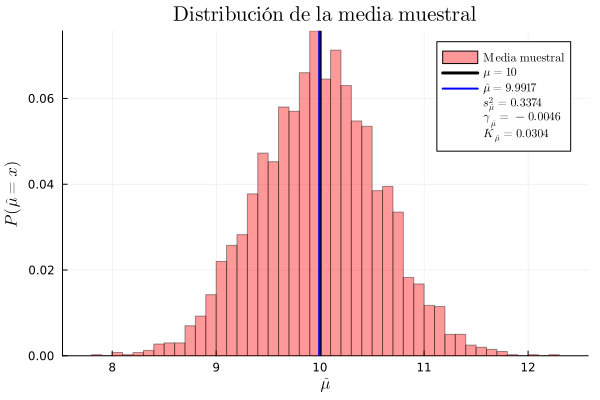 Distribución de la media muestral
Media muestral
μ = 10
μ̂ = 9.9917
s²_μ̂ = 0.3374
γ_μ̂ = − 0.0046
K_μ̂ = 0.0304
P(μ̂ = x)
0.06
0.04
0.02
0.00
8 9 10 11 12
μ̂